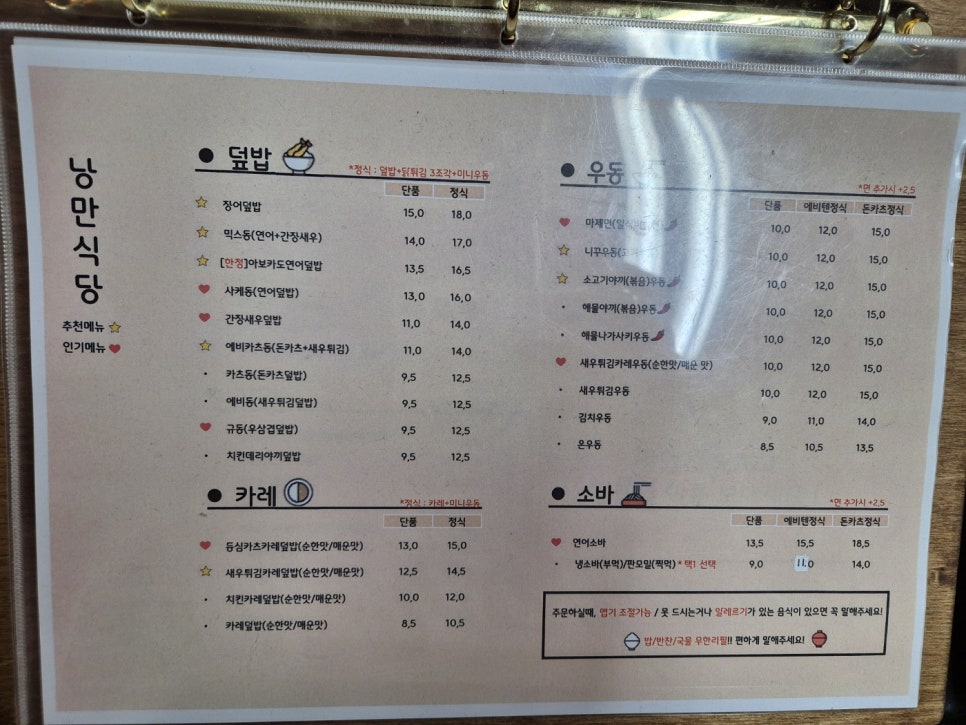 낭만식당
추천메뉴
인기메뉴
덮밥
*정식 : 덮밥+닭튀김 3조각+미니우동
단품 정식
장어덮밥 15,0 18,0
믹스동(연어+간장새우) 14,0 17,0
[한정]아보카도연어덮밥 13,5 16,5
사케동(연어덮밥) 13,0 16,0
간장새우덮밥 11,0 14,0
에비카츠동(돈카츠+새우튀김) 11,0 14,0
카츠동(돈카츠덮밥) 9,5 12,5
에비동(새우튀김덮밥) 9,5 12,5
규동(우삼겹덮밥) 9,5 12,5
치킨데리야끼덮밥 9,5 12,5
카레
*정식 : 카레+미니우동
단품 정식
등심카츠카레덮밥(순한맛/매운맛) 13,0 15,0
새우튀김카레덮밥(순한맛/매운맛) 12,5 14,5
치킨카레덮밥(순한맛/매운맛) 10,0 12,0
카레덮밥(순한맛/매운맛) 8,5 10,5
우동
*면 추가시 +2,5
단품 에비텐정식 돈카츠정식
마제면 10,0 12,0 15,0
니꾸우동 10,0 12,0 15,0
소고기야끼(볶음)우동 10,0 12,0 15,0
해물야끼(볶음)우동 10,0 12,0 15,0
해물나가사키우동 10,0 12,0 15,0
새우튀김카레우동(순한맛/매운 맛) 10,0 12,0 15,0
새우튀김우동 10,0 12,0 15,0
김치우동 9,0 11,0 14,0
온우동 8,5 10,5 13,5
소바
*면 추가시 +2,5
단품 에비텐정식 돈카츠정식
연어소바 13,5 15,5 18,5
냉소바(부먹)/판모밀(찍먹) *택1 선택 9,0 11.0 14,0
주문하실때, 맵기 조절가능 / 못 드시는거나 알레르기가 있는 음식이 있으면 꼭 말해주세요!
밥/반찬/국물 무한리필!! 편하게 말해주세요!